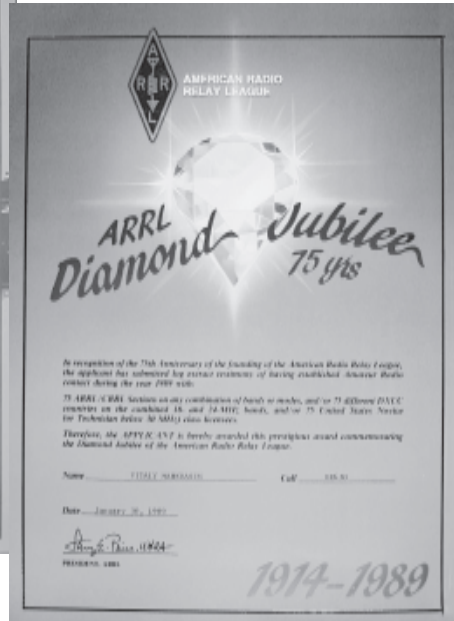 A
R R
L
AMERICAN RADIO
RELAY LEAGUE
ARRL
Diamond Jubilee
75 yrs
In recognition of the 75th Anniversary of the founding of the American Radio Relay League,
the applicant has submitted log extract of having established Amateur Radio
contact during the year 1989 with:
75 ARRL/CRRL Sections on any combination of bands or modes, and/or 75 different DXCC
countries on the combined and 24-MHz bands, and/or 75 United States Novice
(or Technician below 30 MHz) class licensees.
Therefore, the APPLICANT is hereby awarded this prestigious award commemorating
the Diamond Jubilee of the American Radio Relay League.
Name Call
Date January 30, 1989
PRESIDENT, ARRL
1914-1989